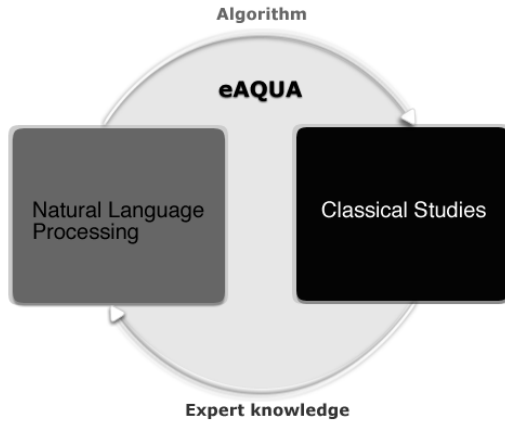 Algorithm
eAQUA
Natural Language
Processing
Classical Studies
Expert knowledge